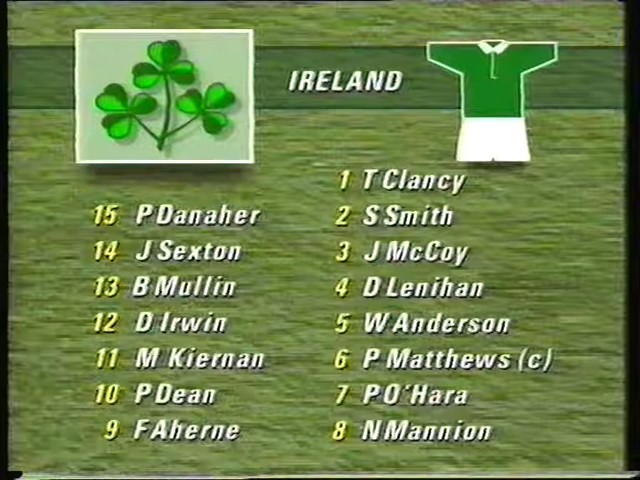 IRELAND
15 P Danaher
14 J Sexton
13 B Mullin
12 D Irwin
11 M Kiernan
10 P Dean
9 F Aherne
1 T Clancy
2 S Smith
3 J McCoy
4 D Lenihan
5 W Anderson
6 P Matthews (c)
7 P O'Hara
8 N Mannion